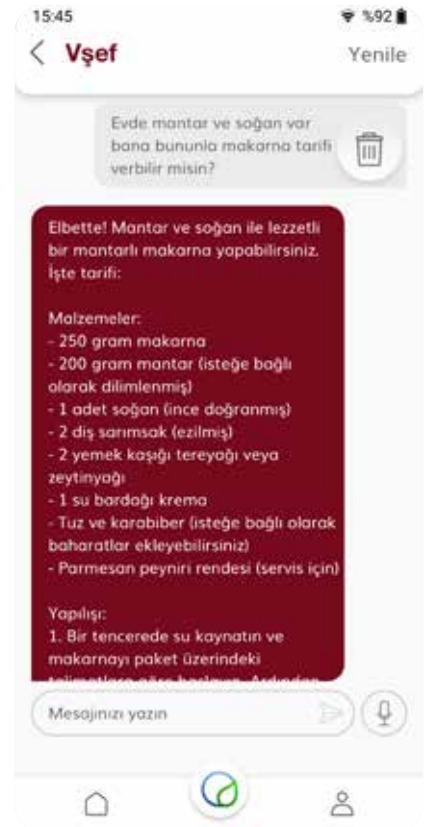 15:45
%92
Vşef
Yenile
Evde mantar ve soğan var
bana bununla makarna tarifi
verbilir misin?
Elbette! Mantar ve soğan ile lezzetli
bir mantarlı makarna yapabilirsiniz.
İşte tarifi:
Malzemeler:
- 250 gram makarna
- 200 gram mantar (isteğe bağlı
olarak dilimlenmiş)
- 1 adet soğan (ince doğranmış)
- 2 diş sarımsak (ezilmiş)
- 2 yemek kaşığı tereyağı veya
zeytinyağı
- 1 su bardağı krema
- Tuz ve karabiber (isteğe bağlı olarak
baharatlar ekleyebilirsiniz)
- Parmesan peyniri rendesi (servis için)
Yapılışı:
1. Bir tencerede su kaynatın ve
makarnayı paket üzerindeki
Mesajınızı yazın